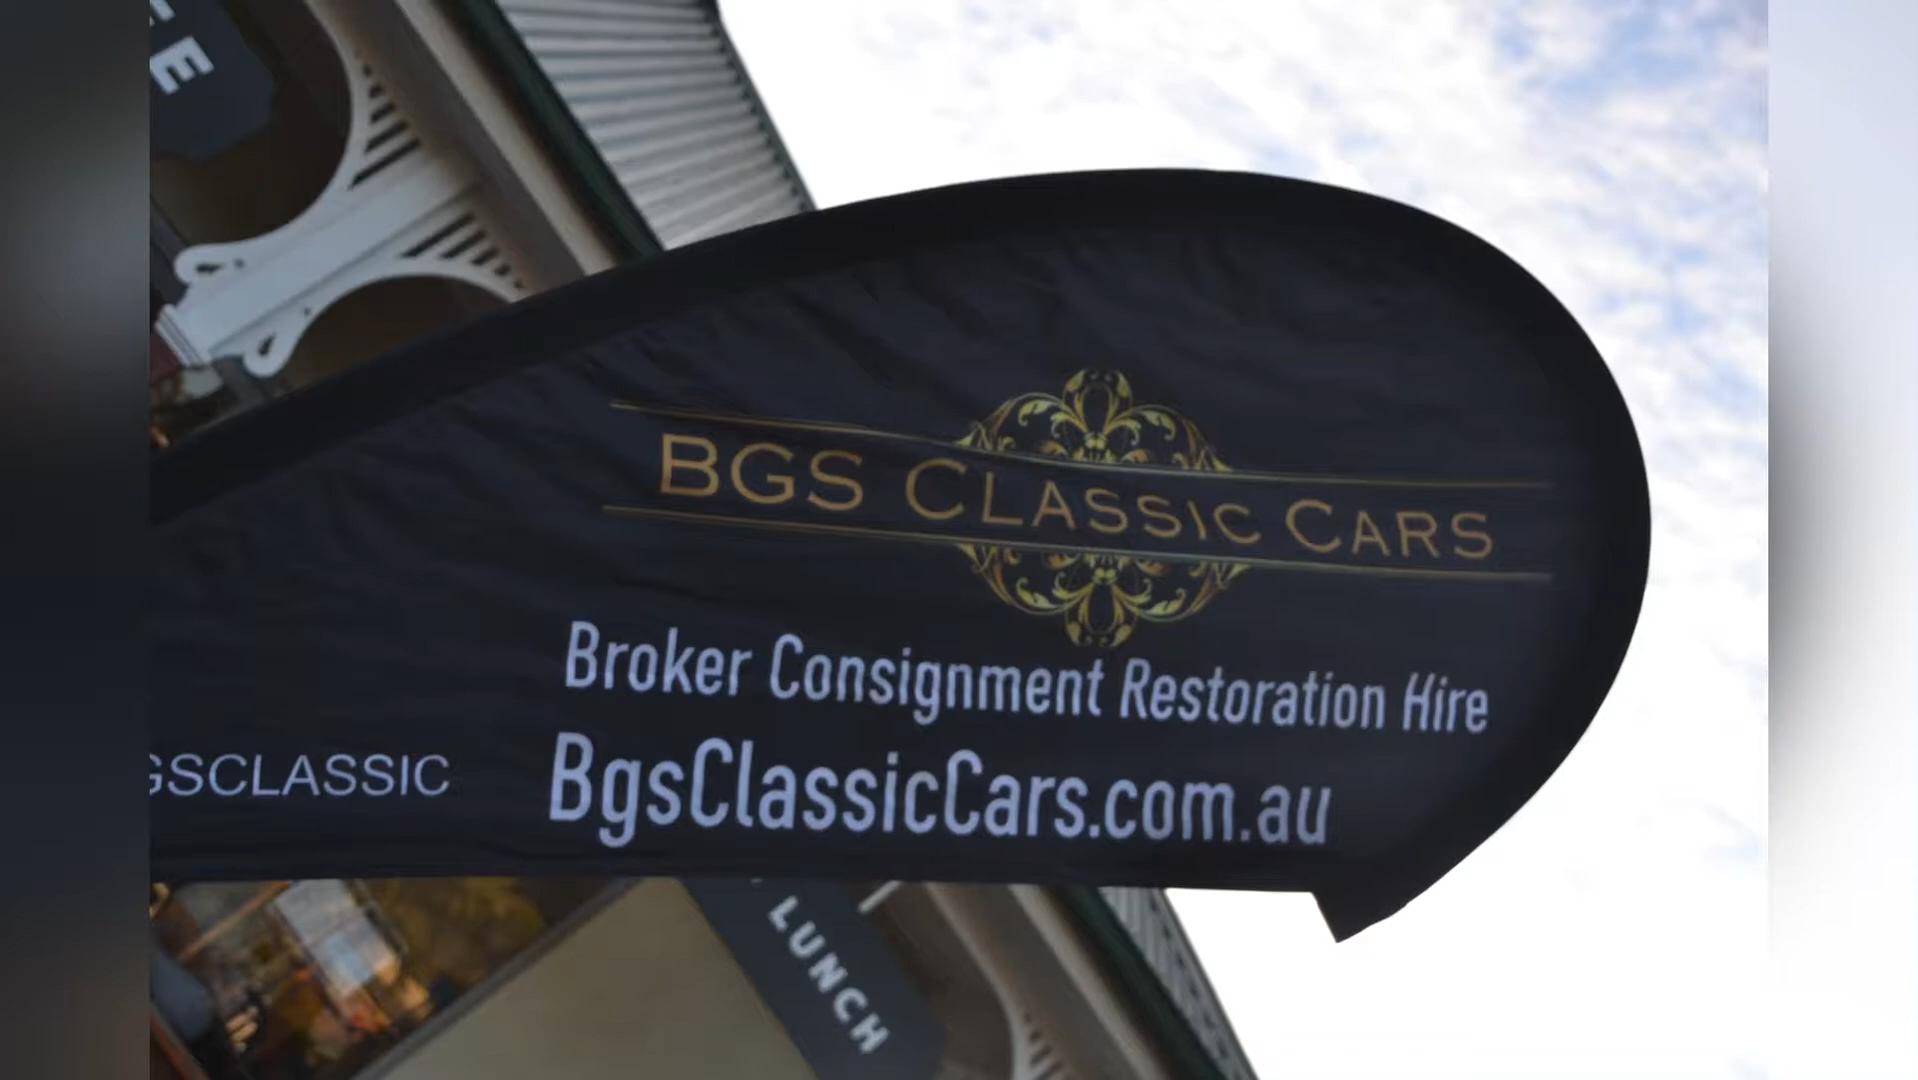 BGS CLASSIC CARS
Broker Consignment Restoration Hire
BgsClassicCars.com.au
GSCLASSIC
LUNCH